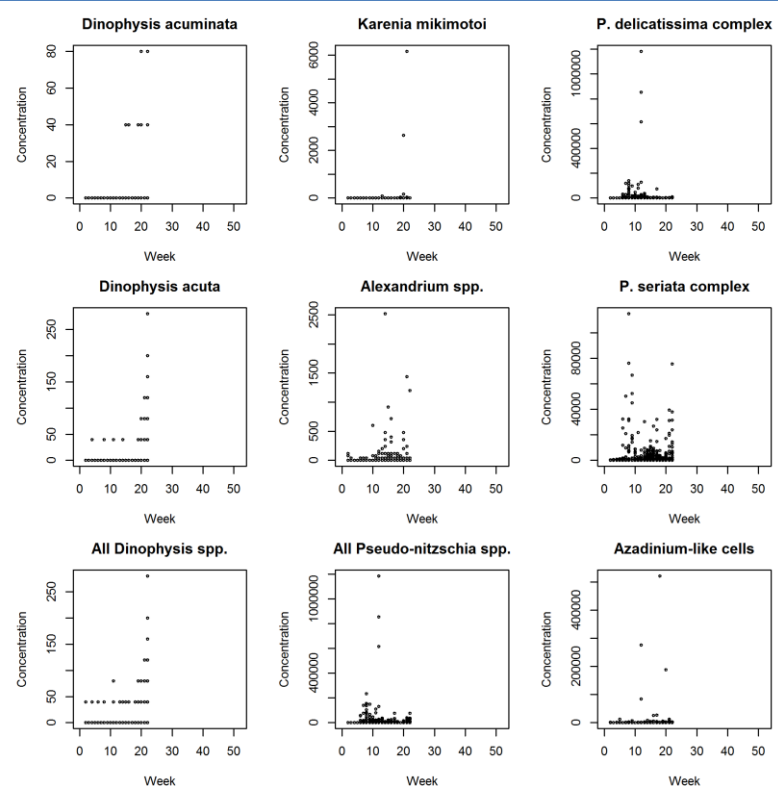 Dinophysis acuminata
Concentration
0 20 40 60 80
0 10 20 30 40 50
Week
Karenia mikimotoi
Concentration
0 2000 4000 6000
0 10 20 30 40 50
Week
P. delicatissima complex
Concentration
0 400000 1000000
0 10 20 30 40 50
Week
Dinophysis acuta
Concentration
0 50 150 250
0 10 20 30 40 50
Week
Alexandrium spp.
Concentration
0 500 1500 2500
0 10 20 30 40 50
Week
P. seriata complex
Concentration
0 40000 80000
0 10 20 30 40 50
Week
All Dinophysis spp.
Concentration
0 50 150 250
0 10 20 30 40 50
Week
All Pseudo-nitzschia spp.
Concentration
0 400000 1000000
0 10 20 30 40 50
Week
Azadinium-like cells
Concentration
0 200000 400000
0 10 20 30 40 50
Week